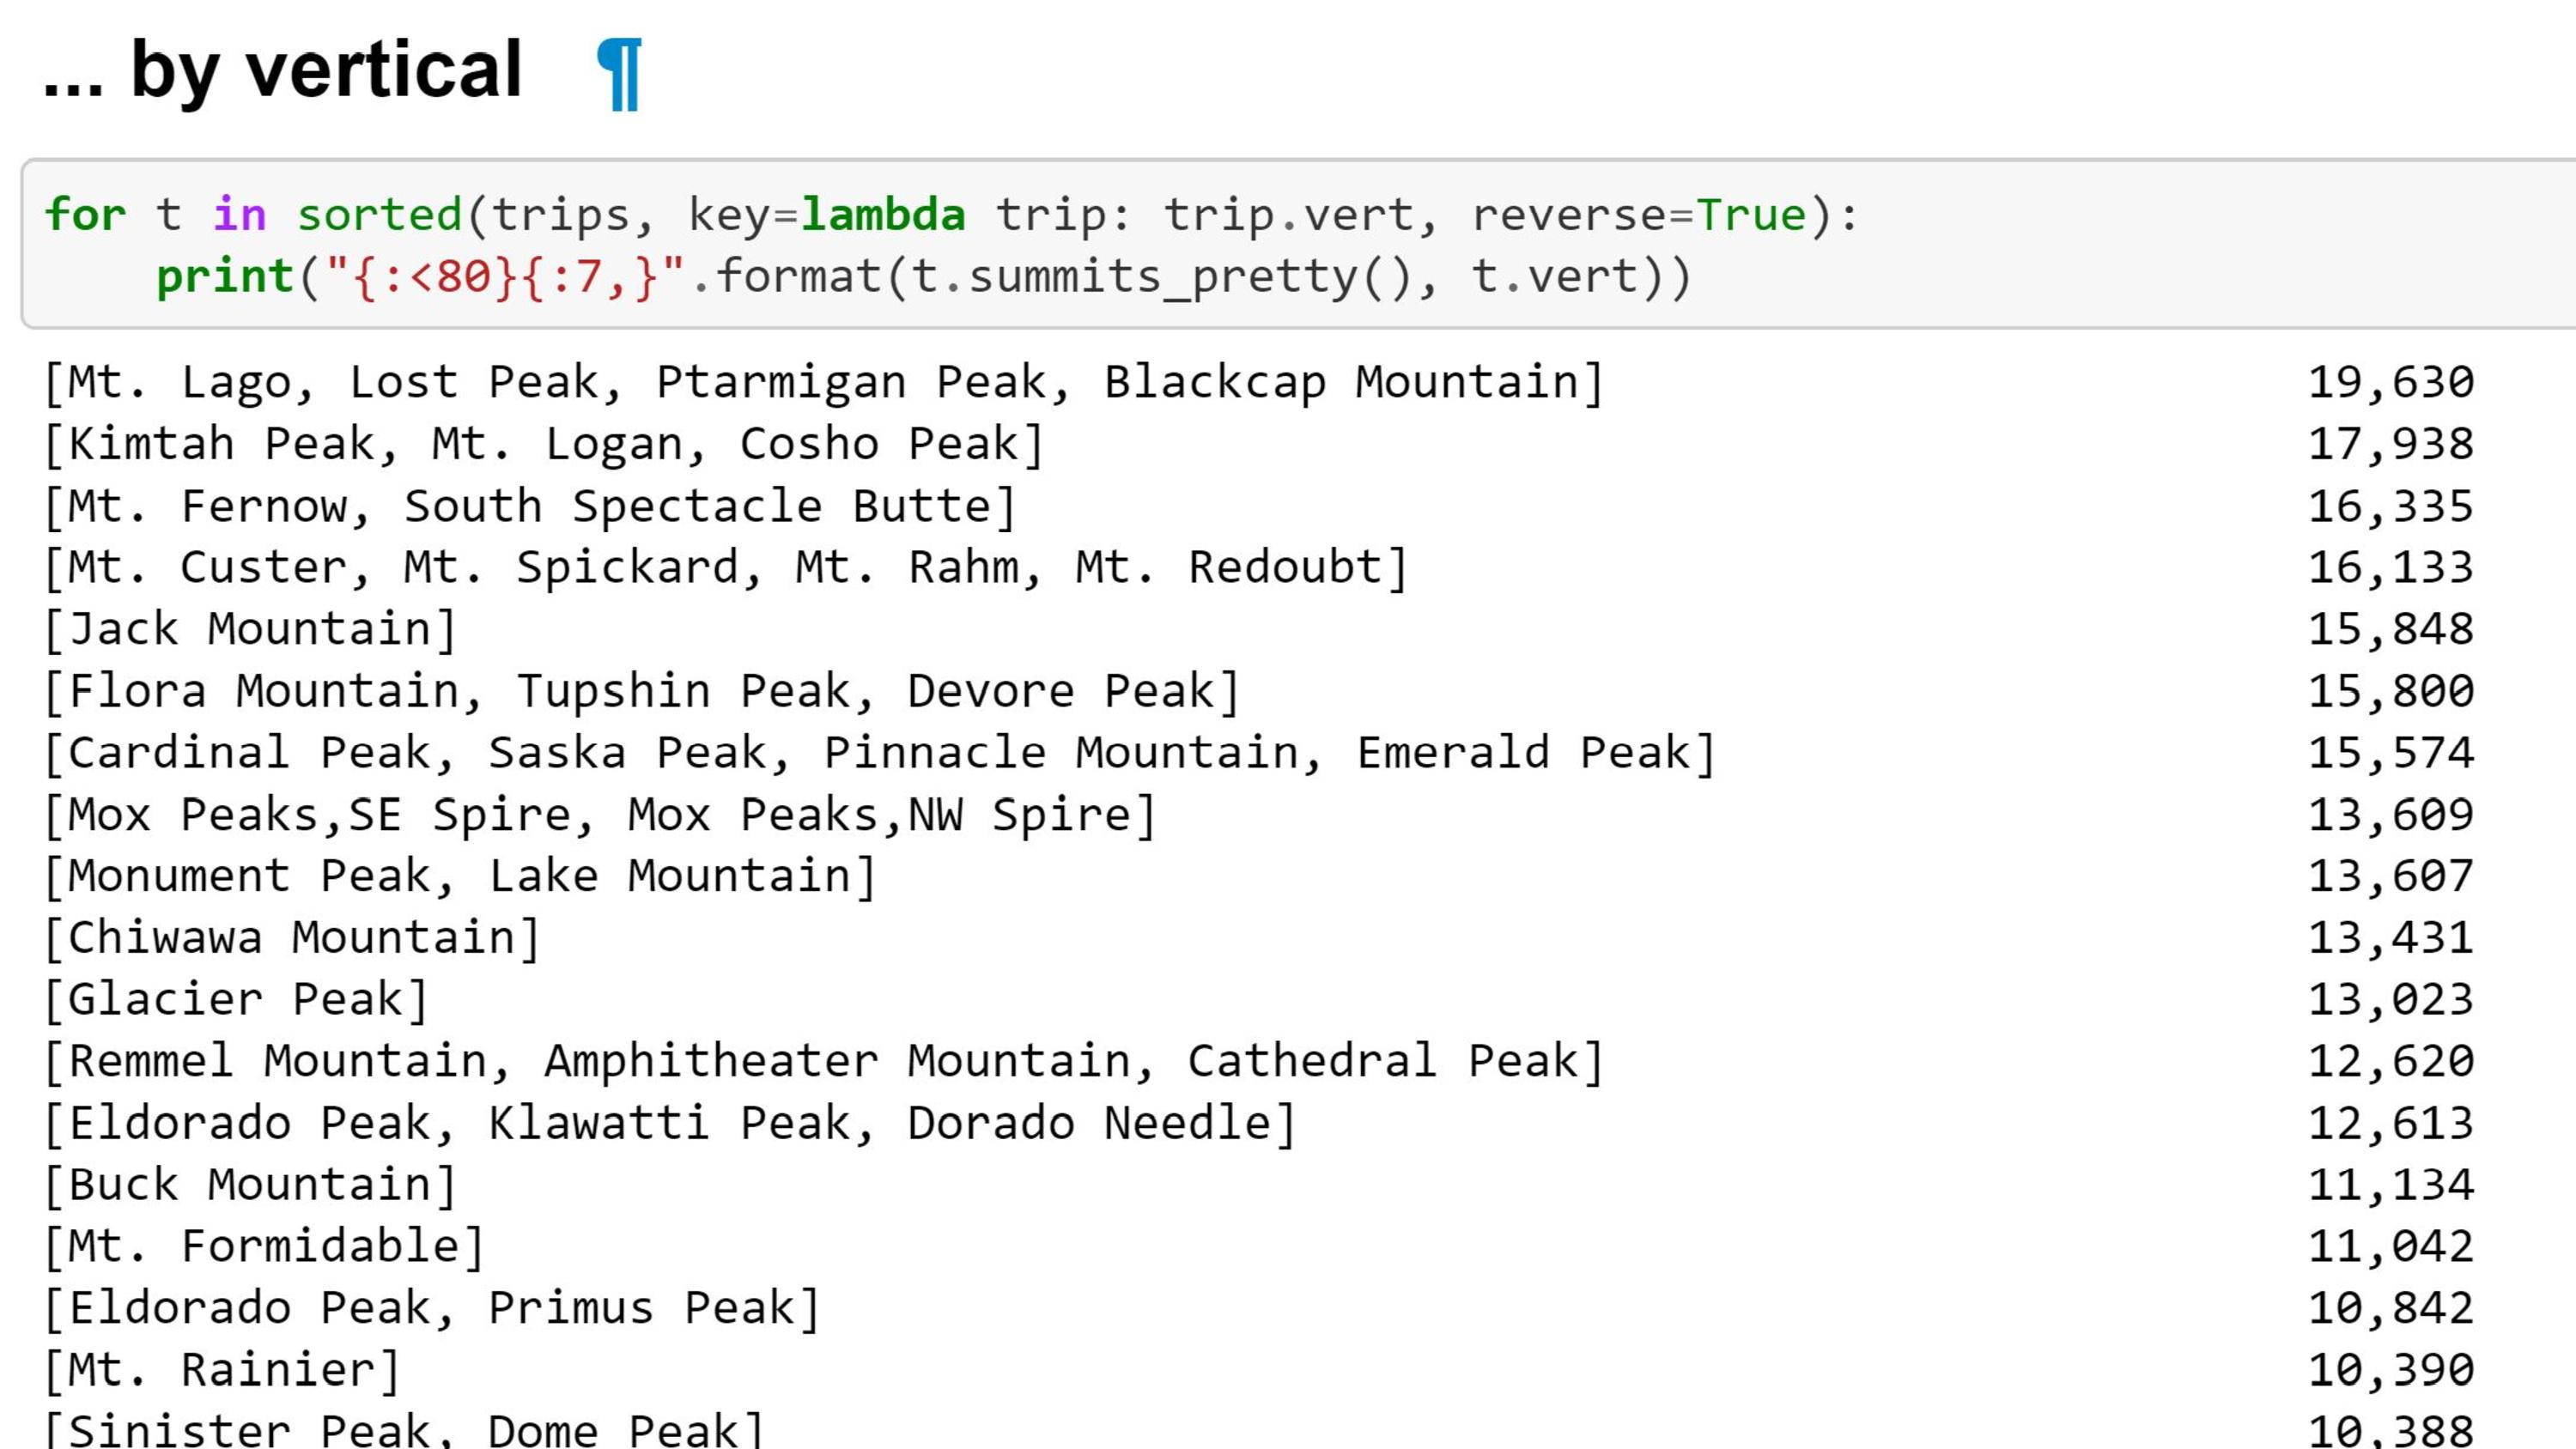 ... by vertical ¶
for t in sorted(trips, key=lambda trip: trip.vert, reverse=True):
    print("{:<80}{:7,}".format(t.summits_pretty(), t.vert))
[Mt. Lago, Lost Peak, Ptarmigan Peak, Blackcap Mountain] 19,630
[Kimtah Peak, Mt. Logan, Cosho Peak] 17,938
[Mt. Fernow, South Spectacle Butte] 16,335
[Mt. Custer, Mt. Spickard, Mt. Rahm, Mt. Redoubt] 16,133
[Jack Mountain] 15,848
[Flora Mountain, Tupshin Peak, Devore Peak] 15,800
[Cardinal Peak, Saska Peak, Pinnacle Mountain, Emerald Peak] 15,574
[Mox Peaks,SE Spire, Mox Peaks,NW Spire] 13,609
[Monument Peak, Lake Mountain] 13,607
[Chiwawa Mountain] 13,431
[Glacier Peak] 13,023
[Remmel Mountain, Amphitheater Mountain, Cathedral Peak] 12,620
[Eldorado Peak, Klawatti Peak, Dorado Needle] 12,613
[Buck Mountain] 11,134
[Mt. Formidable] 11,042
[Eldorado Peak, Primus Peak] 10,842
[Mt. Rainier] 10,390
[Sinister Peak, Dome Peak] 10,388